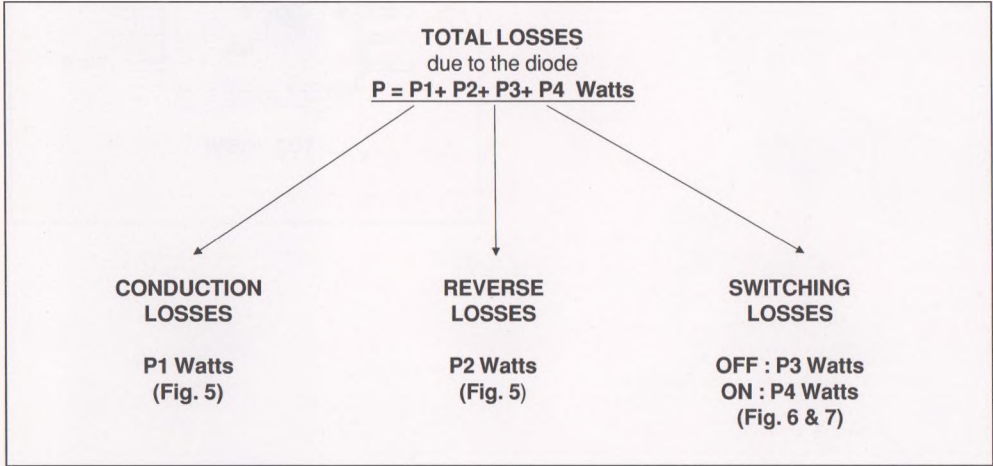 TOTAL LOSSES
due to the diode
P = P1+ P2+ P3+ P4 Watts
CONDUCTION
LOSSES
P1 Watts
(Fig. 5)
REVERSE
LOSSES
P2 Watts
(Fig. 5)
SWITCHING
LOSSES
OFF : P3 Watts
ON : P4 Watts
(Fig. 6 & 7)